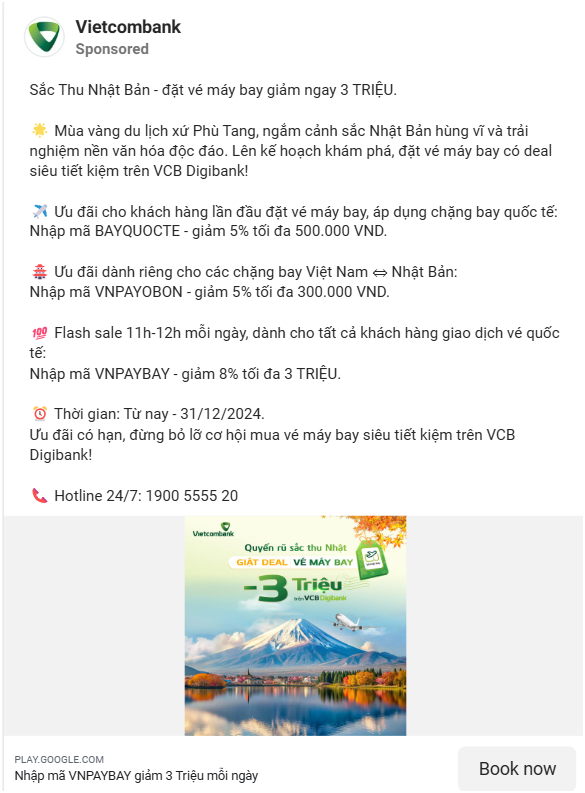 Vietcombank
Sponsored
Sắc Thu Nhật Bản - đặt vé máy bay giảm ngay 3 TRIỆU.
🌟 Mùa vàng du lịch xứ Phù Tang, ngắm cảnh sắc Nhật Bản hùng vĩ và trải
nghiệm nền văn hóa độc đáo. Lên kế hoạch khám phá, đặt vé máy bay có deal
siêu tiết kiệm trên VCB Digibank!
✈️ Ưu đãi cho khách hàng lần đầu đặt vé máy bay, áp dụng chặng bay quốc tế:
Nhập mã BAYQUOCTE - giảm 5% tối đa 500.000 VND.
🏯 Ưu đãi dành riêng cho các chặng bay Việt Nam ⇔ Nhật Bản:
Nhập mã VNPAYOBON - giảm 5% tối đa 300.000 VND.
💯 Flash sale 11h-12h mỗi ngày, dành cho tất cả khách hàng giao dịch vé quốc
tế:
Nhập mã VNPAYBAY - giảm 8% tối đa 3 TRIỆU.
⏰ Thời gian: Từ nay - 31/12/2024.
Ưu đãi có hạn, đừng bỏ lỡ cơ hội mua vé máy bay siêu tiết kiệm trên VCB
Digibank!
📞 Hotline 24/7: 1900 5555 20
Vietcombank
Quyến rũ sắc thu Nhật
GIẬT DEAL VÉ MÁY BAY
-3 Triệu
trên VCB Digibank
PLAY.GOOGLE.COM
Nhập mã VNPAYBAY giảm 3 Triệu mỗi ngày
Book now